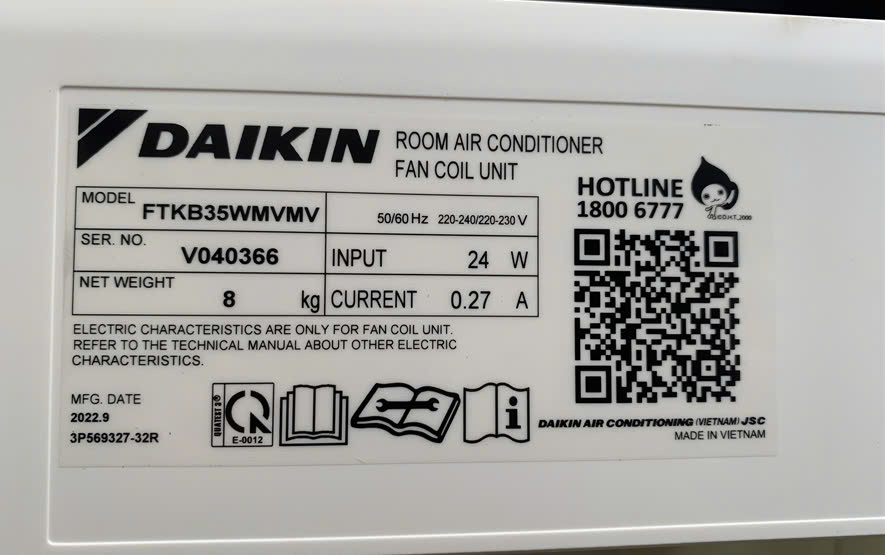 DAIKIN
ROOM AIR CONDITIONER
FAN COIL UNIT
HOTLINE
1800 6777
MODEL
FTKB35WMVMV
50/60 Hz 220-240/220-230 V
SER. NO.
V040366
INPUT 24 W
NET WEIGHT
8 kg
CURRENT 0.27 A
ELECTRIC CHARACTERISTICS ARE ONLY FOR FAN COIL UNIT.
REFER TO THE TECHNICAL MANUAL ABOUT OTHER ELECTRIC
CHARACTERISTICS.
MFG. DATE
2022.9
3P569327-32R
QUATEST 3®
E-0012
DAIKIN AIR CONDITIONING (VIETNAM) JSC
MADE IN VIETNAM